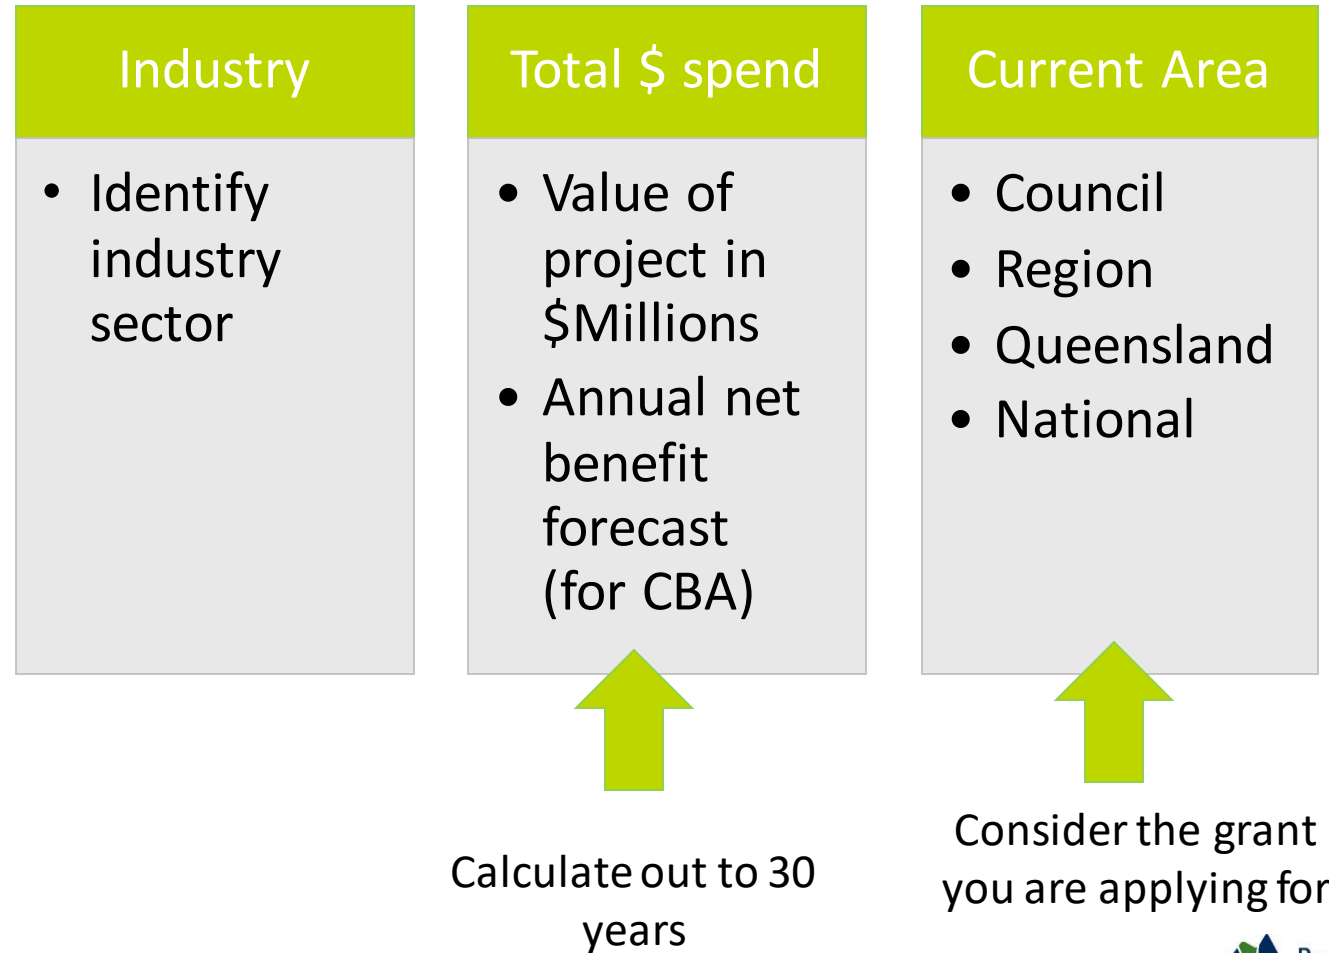 Industry
• Identify
industry
sector
Total $ spend
• Value of
project in
$Millions
• Annual net
benefit
forecast
(for CBA)
Current Area
• Council
• Region
• Queensland
• National
Calculate out to 30
years
Consider the grant
you are applying for